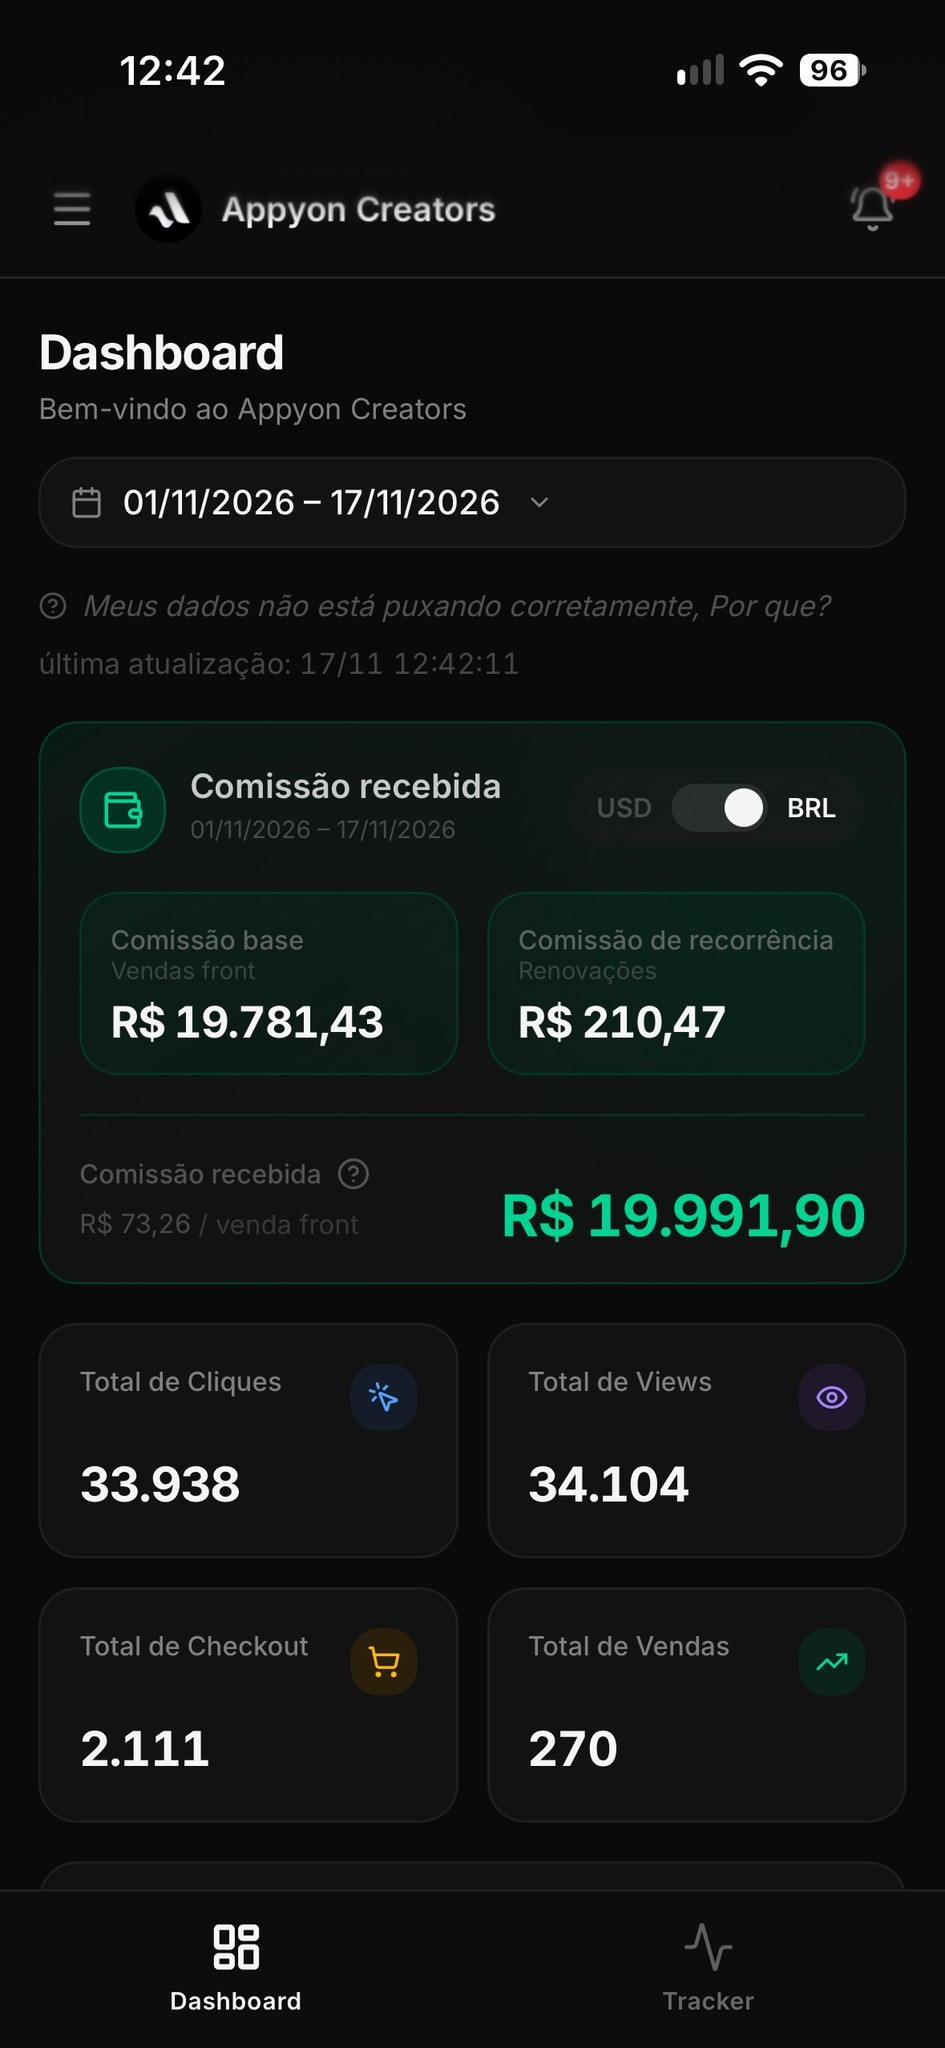 12:42
96
Appyon Creators
9+
Dashboard
Bem-vindo ao Appyon Creators
01/11/2026 – 17/11/2026
Meus dados não está puxando corretamente, Por que?
última atualização: 17/11 12:42:11
Comissão recebida
01/11/2026 – 17/11/2026
USD
BRL
Comissão base
Vendas front
R$ 19.781,43
Comissão de recorrência
Renovações
R$ 210,47
Comissão recebida
R$ 73,26 / venda front
R$ 19.991,90
Total de Cliques
33.938
Total de Views
34.104
Total de Checkout
2.111
Total de Vendas
270
Dashboard
Tracker